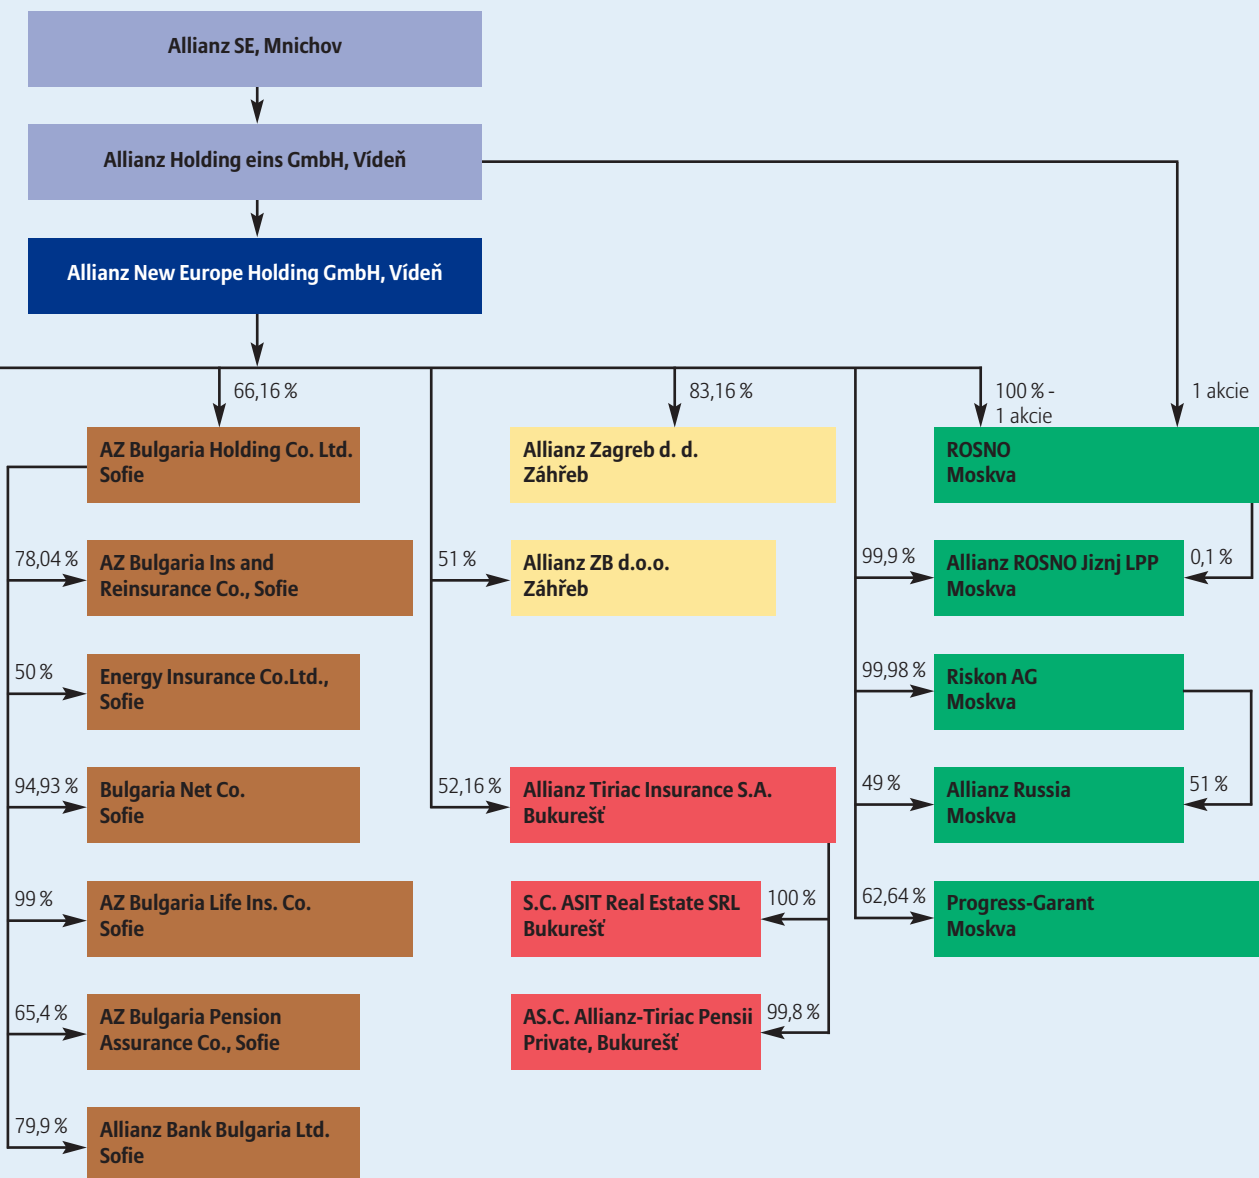 Allianz SE, Mnichov
Allianz Holding eins GmbH, Vídeň
Allianz New Europe Holding GmbH, Vídeň
66,16 %
83,16 %
100 % -
1 akcie
1 akcie
AZ Bulgaria Holding Co. Ltd.
Sofie
Allianz Zagreb d. d.
Záhřeb
ROSNO
Moskva
78,04 %
AZ Bulgaria Ins and
Reinsurance Co., Sofie
51 %
Allianz ZB d.o.o.
Záhřeb
99,9 %
Allianz ROSNO Jiznj LPP
Moskva
0,1 %
50 %
Energy Insurance Co.Ltd.,
Sofie
99,98 %
Riskon AG
Moskva
94,93 %
Bulgaria Net Co.
Sofie
52,16 %
Allianz Tiriac Insurance S.A.
Bukurešť
49 %
Allianz Russia
Moskva
51 %
99 %
AZ Bulgaria Life Ins. Co.
Sofie
S.C. ASIT Real Estate SRL
Bukurešť
100 %
62,64 %
Progress-Garant
Moskva
65,4 %
AZ Bulgaria Pension
Assurance Co., Sofie
AS.C. Allianz-Tiriac Pensii
Private, Bukurešť
99,8 %
79,9 %
Allianz Bank Bulgaria Ltd.
Sofie